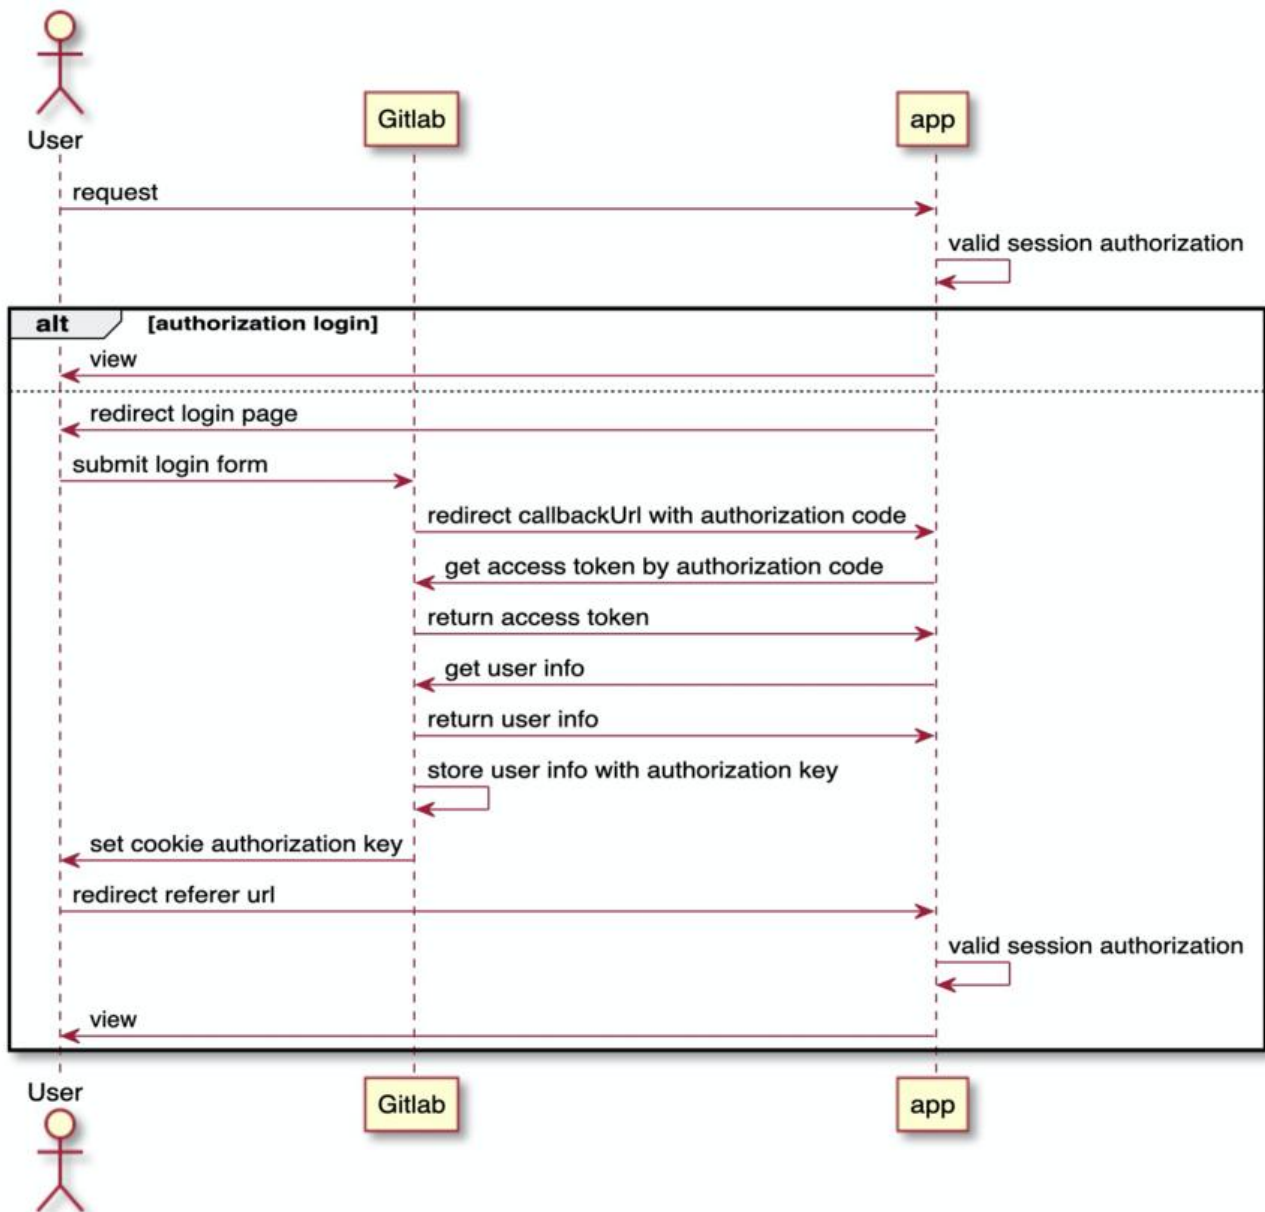 User
Gitlab
app
request
valid session authorization
alt
[authorization login]
view
redirect login page
submit login form
redirect callbackUrl with authorization code
get access token by authorization code
return access token
get user info
return user info
store user info with authorization key
set cookie authorization key
redirect referer url
valid session authorization
view
User
Gitlab
app